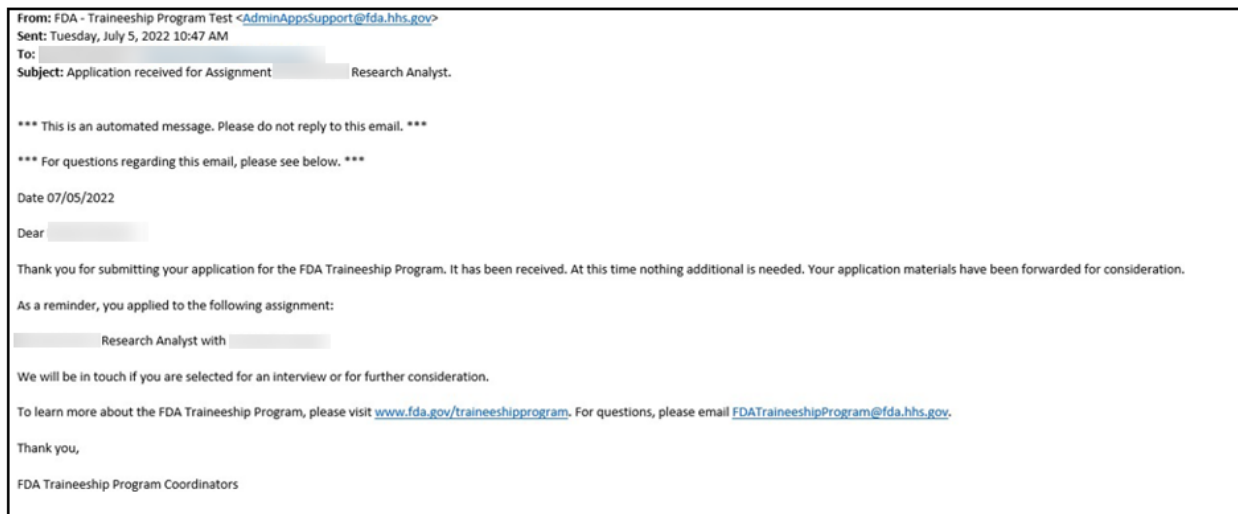 From: FDA - Traineeship Program Test <AdminAppsSupport@fda.hhs.gov>
Sent: Tuesday, July 5, 2022 10:47 AM
To:
Subject: Application received for Assignment Research Analyst.
*** This is an automated message. Please do not reply to this email. ***
*** For questions regarding this email, please see below. ***
Date 07/05/2022
Dear
Thank you for submitting your application for the FDA Traineeship Program. It has been received. At this time nothing additional is needed. Your application materials have been forwarded for consideration.
As a reminder, you applied to the following assignment:
Research Analyst with
We will be in touch if you are selected for an interview or for further consideration.
To learn more about the FDA Traineeship Program, please visit www.fda.gov/traineeshipprogram. For questions, please email FDATraineeshipProgram@fda.hhs.gov.
Thank you,
FDA Traineeship Program Coordinators